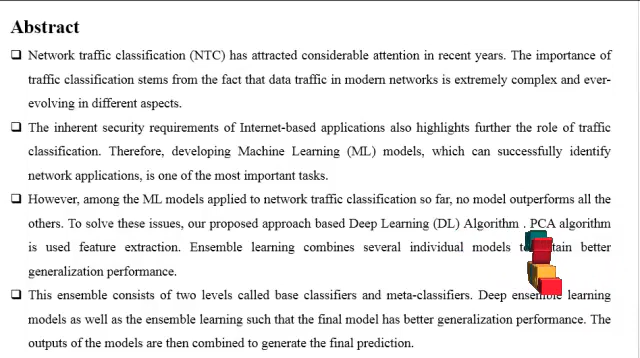 Abstract
❑ Network traffic classification (NTC) has attracted considerable attention in recent years. The importance of
traffic classification stems from the fact that data traffic in modern networks is extremely complex and ever-
evolving in different aspects.
❑ The inherent security requirements of Internet-based applications also highlights further the role of traffic
classification. Therefore, developing Machine Learning (ML) models, which can successfully identify
network applications, is one of the most important tasks.
❑ However, among the ML models applied to network traffic classification so far, no model outperforms all the
others. To solve these issues, our proposed approach based Deep Learning (DL) Algorithm . PCA algorithm
is used feature extraction. Ensemble learning combines several individual models better
generalization performance.
❑ This ensemble consists of two levels called base classifiers and meta-classifiers. Deep ensemble learning
models as well as the ensemble learning such that the final model has better generalization performance. The
outputs of the models are then combined to generate the final prediction.